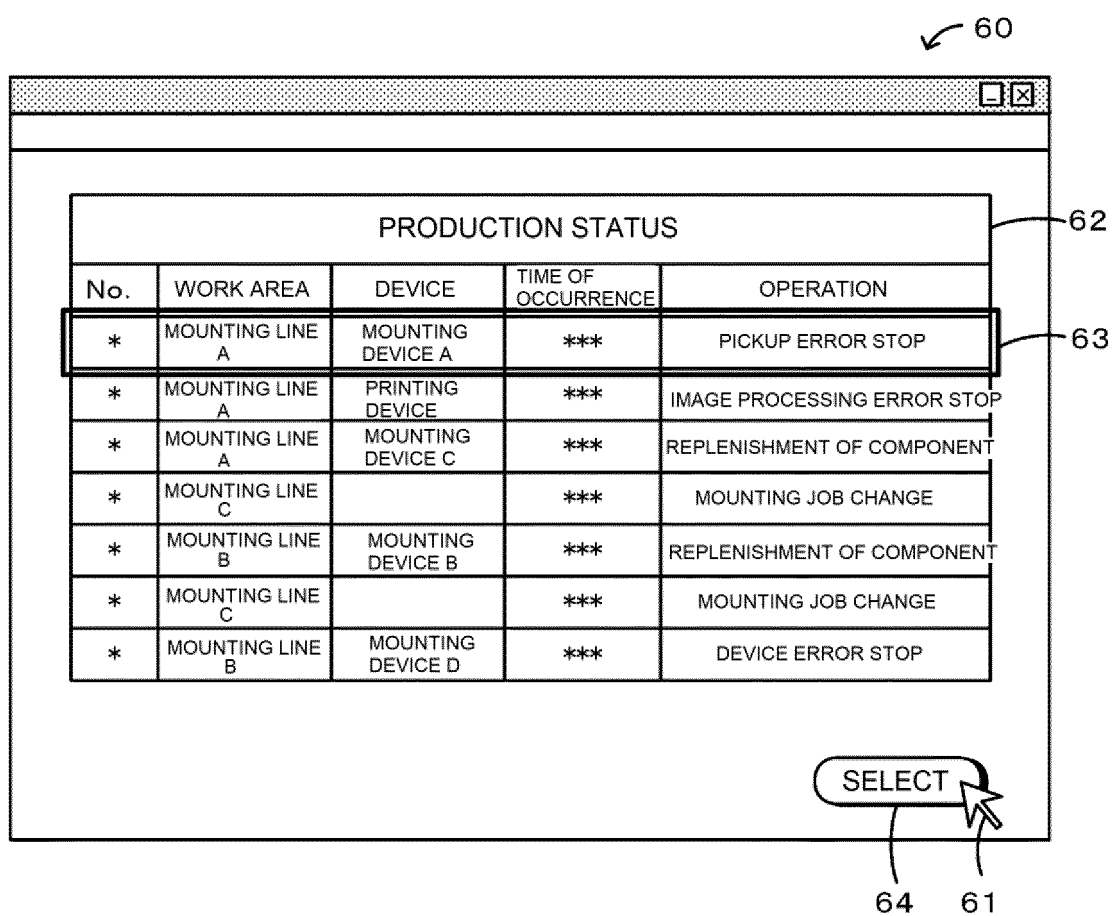 60
PRODUCTION STATUS
62
No. WORK AREA DEVICE TIME OF OCCURRENCE OPERATION
* MOUNTING LINE A MOUNTING DEVICE A *** PICKUP ERROR STOP
63
* MOUNTING LINE A PRINTING DEVICE *** IMAGE PROCESSING ERROR STOP
* MOUNTING LINE A MOUNTING DEVICE C *** REPLENISHMENT OF COMPONENT
* MOUNTING LINE C *** MOUNTING JOB CHANGE
* MOUNTING LINE B MOUNTING DEVICE B *** REPLENISHMENT OF COMPONENT
* MOUNTING LINE C *** MOUNTING JOB CHANGE
* MOUNTING LINE B MOUNTING DEVICE D *** DEVICE ERROR STOP
SELECT
64 61